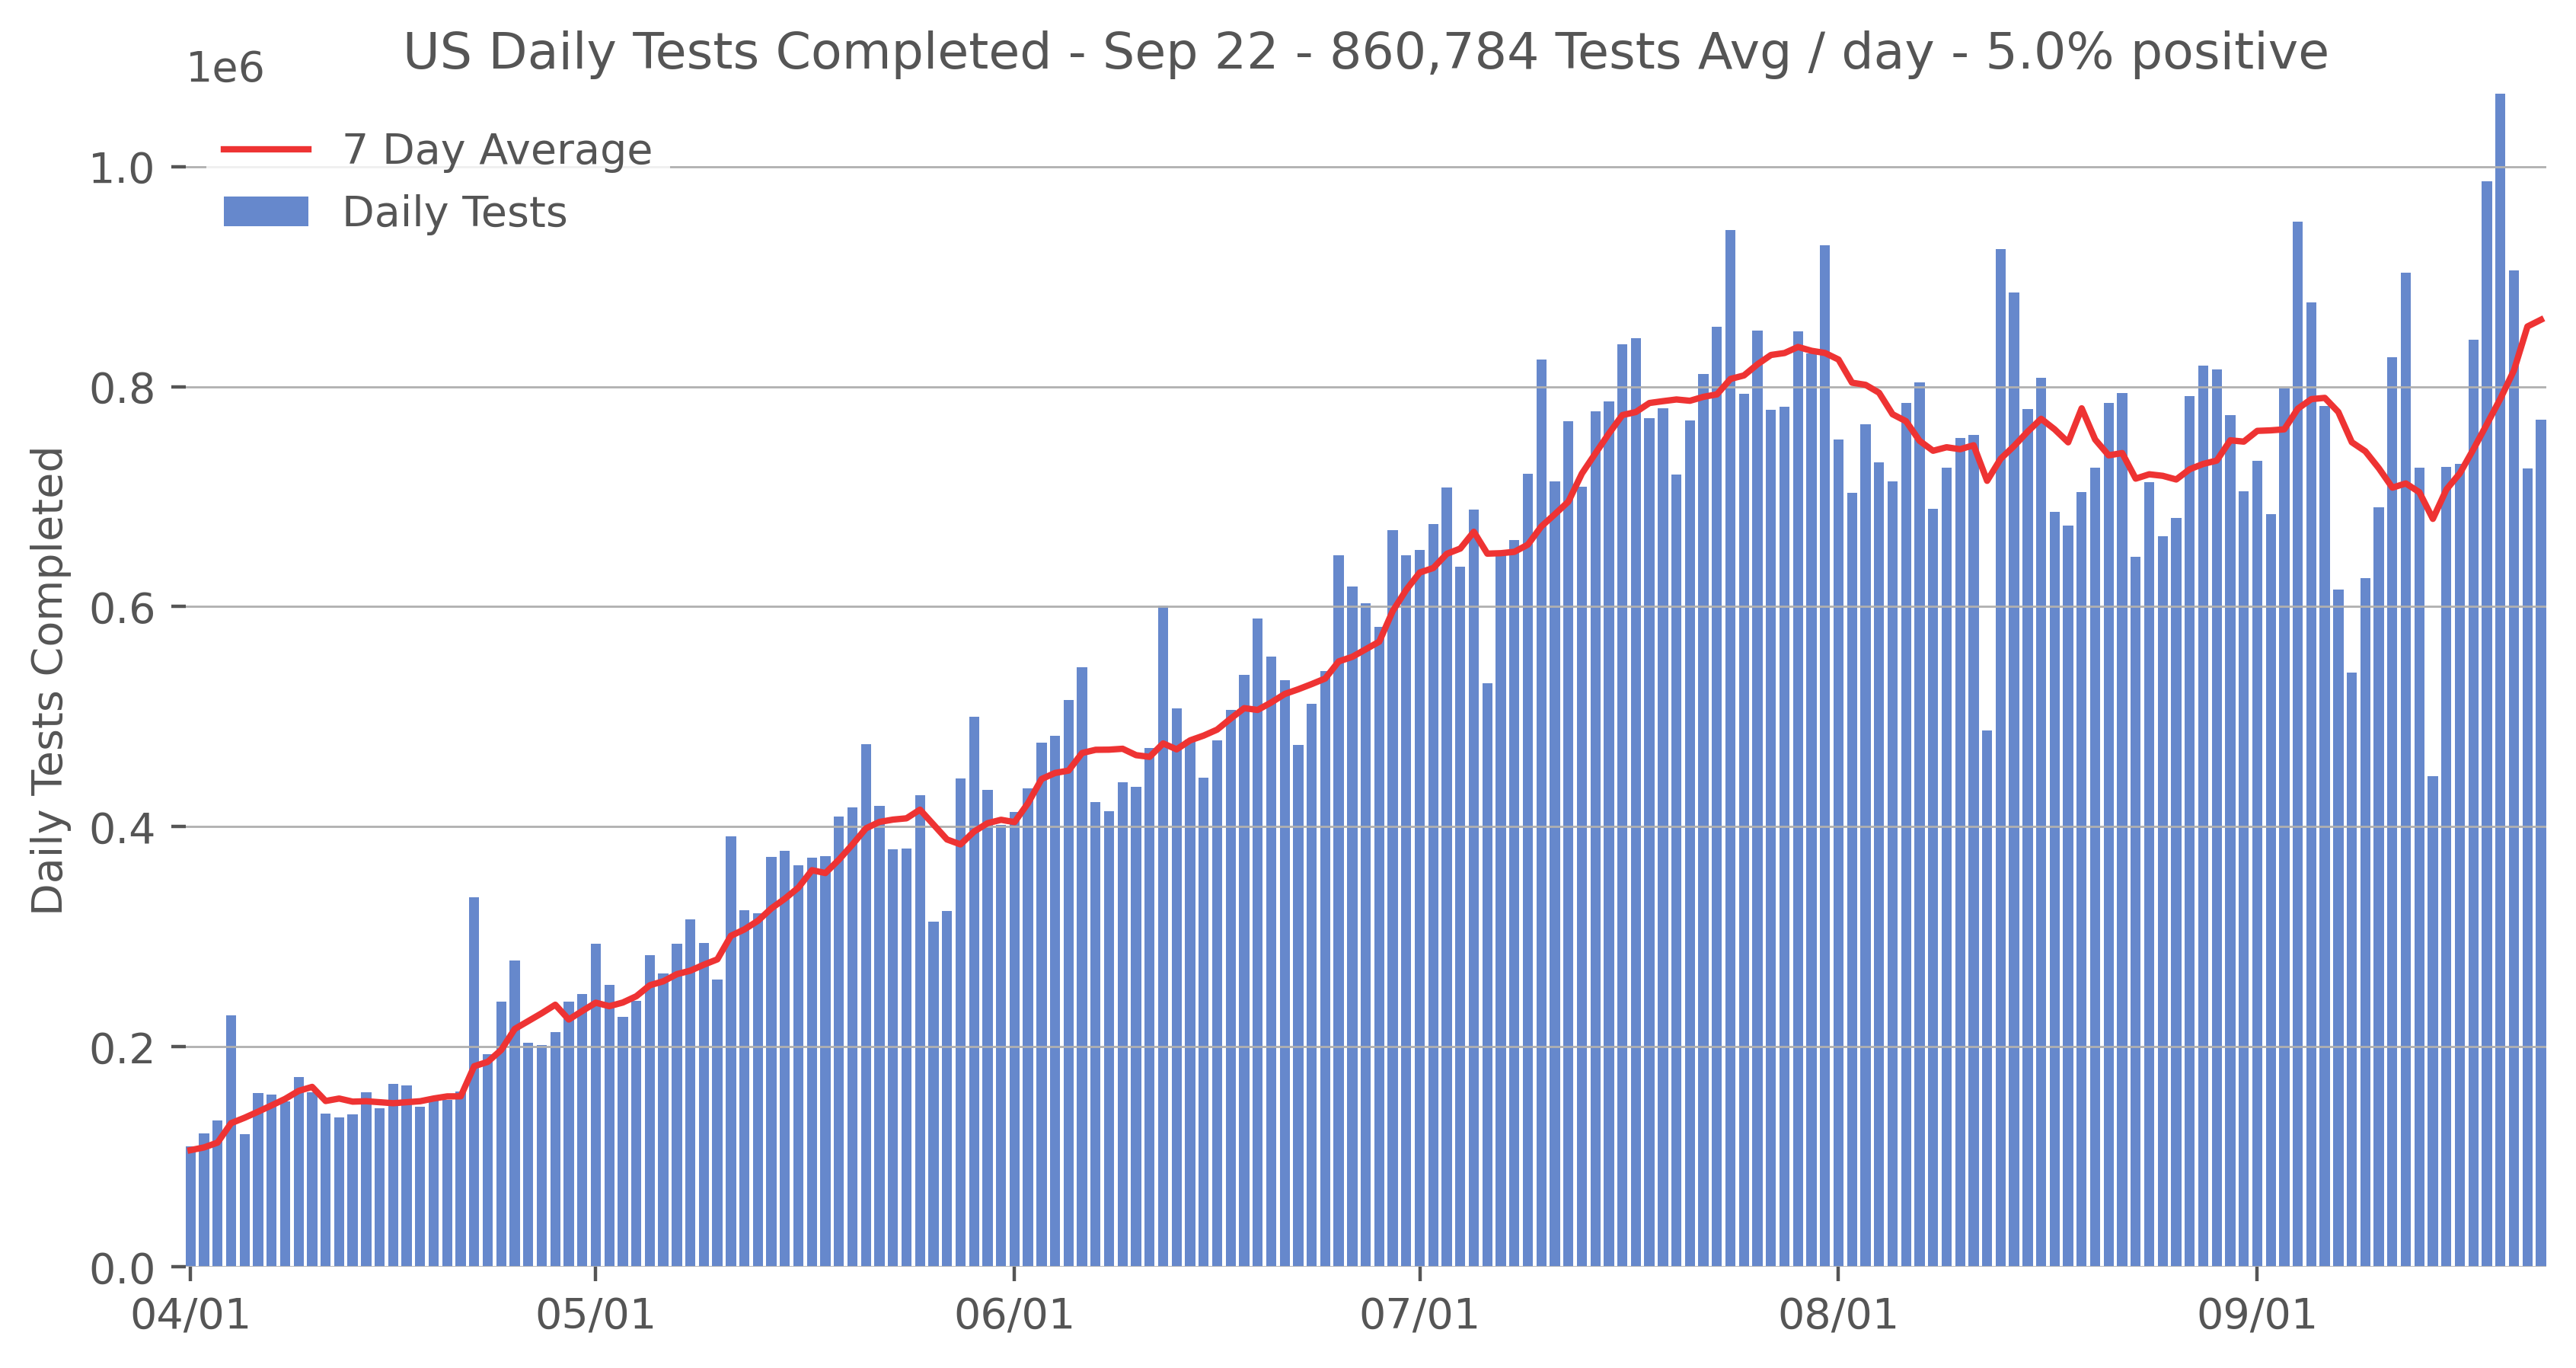 US Daily Tests Completed - Sep 22 - 860,784 Tests Avg / day - 5.0% positive
1e6
7 Day Average
Daily Tests
Daily Tests Completed
1.0
0.8
0.6
0.4
0.2
0.0
04/01 05/01 06/01 07/01 08/01 09/01